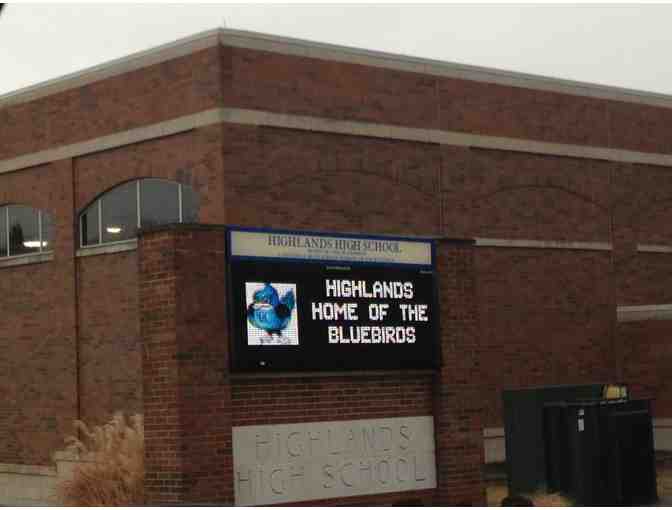 HIGHLANDS HIGH SCHOOL
HIGHLANDS
HOME OF THE
BLUEBIRDS
HIGHLANDS
HIGH SCHOOL